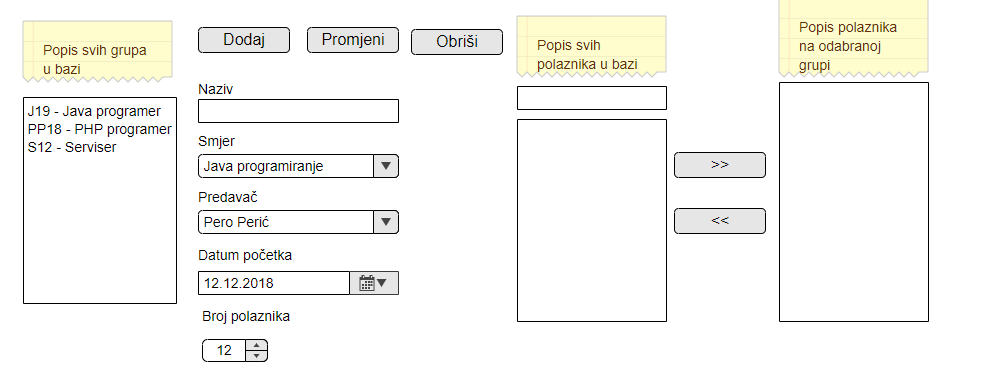 Popis svih grupa
u bazi
J19 - Java programer
PP18 - PHP programer
S12 - Serviser
Dodaj
Promjeni
Obriši
Naziv
Smjer
Java programiranje
Predavač
Pero Perić
Datum početka
12.12.2018
Broj polaznika
12
Popis svih
polaznika u bazi
>>
<<
Popis polaznika
na odabranoj
grupi